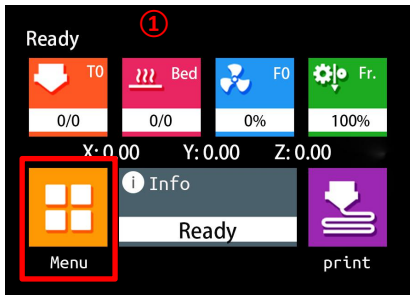 ①
Ready
T0 Bed F0 Fr.
0/0 0/0 0% 100%
X: 0.00 Y: 0.00 Z: 0.00
i Info
Ready
Menu print